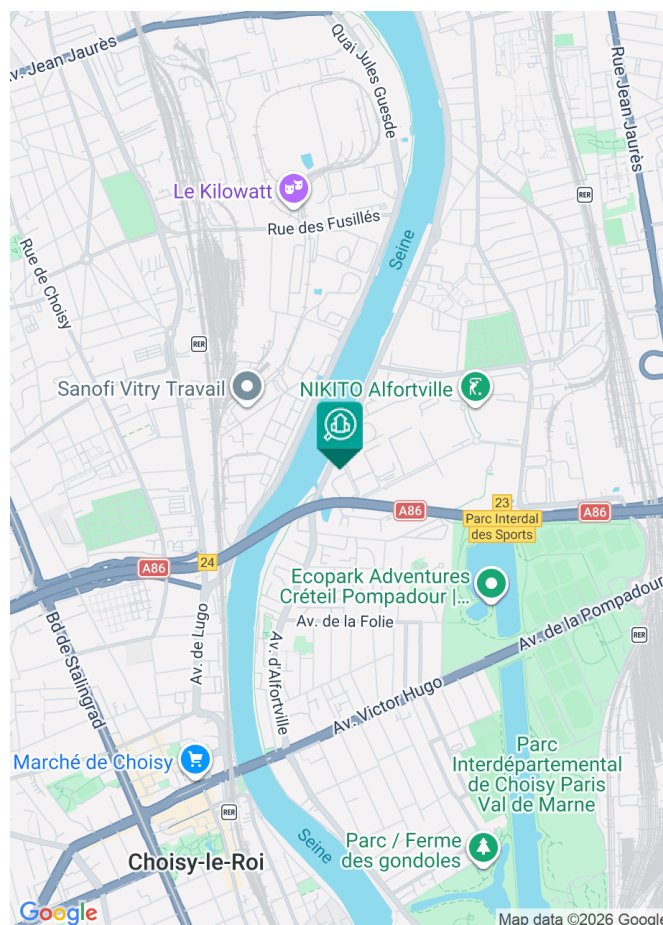 Av. Jean Jaurès
Quai Jules Guesde
Rue Jean Jaurès
RER
Le Kilowatt
Rue des Fusillés
Seine
Rue de Choisy
RER
Sanofi Vitry Travail
NIKITO Alfortville
A86
23
Parc Interdal
des Sports
A86
24
A86
Ecopark Adventures
Créteil Pompadour |...
Av. de la Folie
Av. de la Pompadour
RER
Av. de Lugo
Bd de Stalingrad
Av. d'Alfortville
Av. Victor Hugo
Marché de Choisy
Parc
Interdépartemental
de Choisy Paris
Val de Marne
RER
Seine
Parc / Ferme
des gondoles
Choisy-le-Roi
Google
Map data ©2026 Google